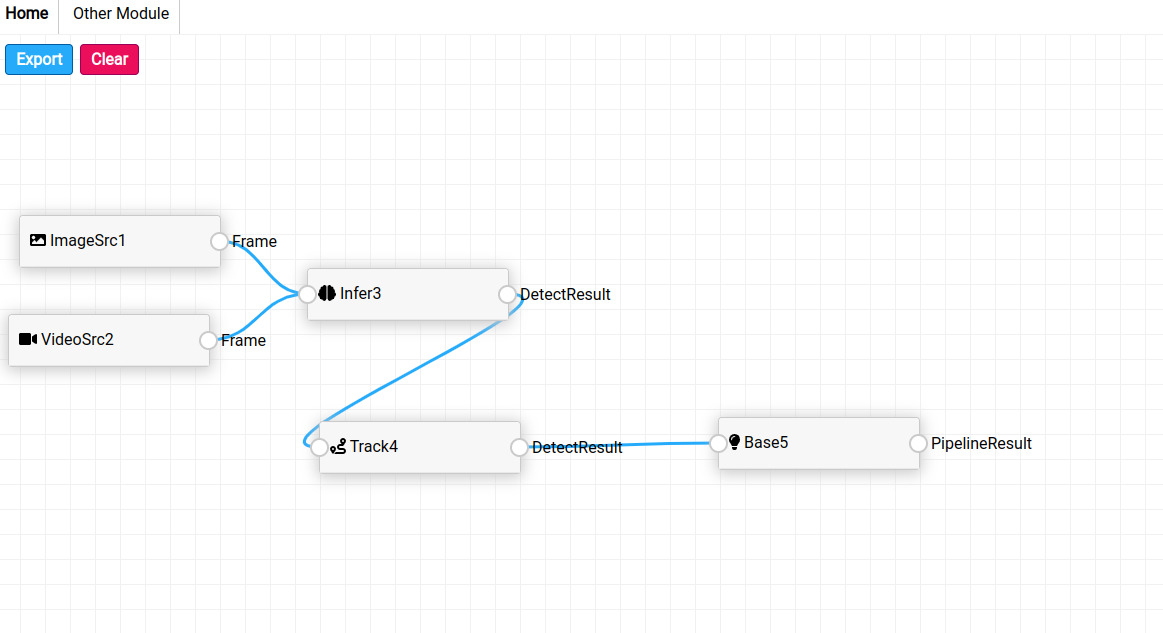 Home Other Module
Export Clear
ImageSrc1 Frame
Infer3 DetectResult
VideoSrc2 Frame
Track4 DetectResult
Base5 PipelineResult